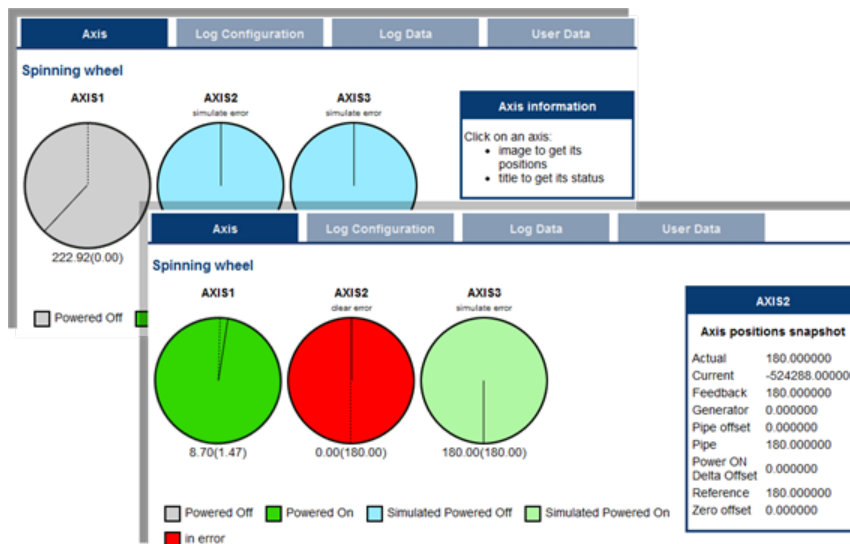 Axis
Log Configuration
Log Data
User Data
Spinning wheel
AXIS1
AXIS2
simulate error
AXIS3
simulate error
222.92(0.00)
Axis information
Click on an axis:
• image to get its
positions
• title to get its status
Powered Off
Axis
Log Configuration
Log Data
User Data
Spinning wheel
AXIS1
AXIS2
clear error
AXIS3
simulate error
8.70(1.47)
0.00(180.00)
180.00(180.00)
Powered Off
Powered On
Simulated Powered Off
Simulated Powered On
in error
AXIS2
Axis positions snapshot
Actual 180.000000
Current -524288.00000
Feedback 180.000000
Generator 0.000000
Pipe offset 0.000000
Pipe 180.000000
Power ON
Delta Offset 0.000000
Reference 180.000000
Zero offset 0.000000